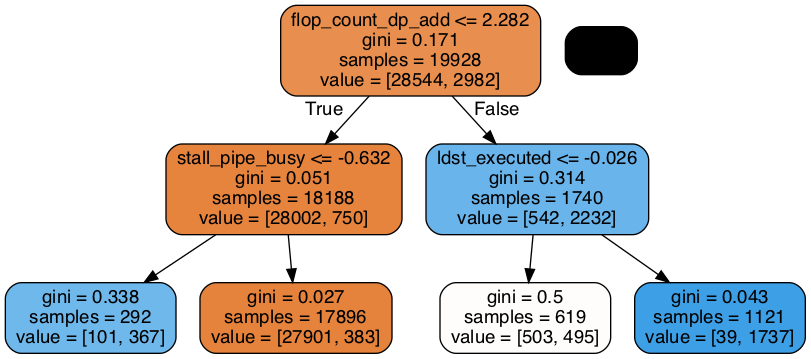 flop_count_dp_add <= 2.282
gini = 0.171
samples = 19928
value = [28544, 2982]
True
False
stall_pipe_busy <= -0.632
gini = 0.051
samples = 18188
value = [28002, 750]
ldst_executed <= -0.026
gini = 0.314
samples = 1740
value = [542, 2232]
gini = 0.338
samples = 292
value = [101, 367]
gini = 0.027
samples = 17896
value = [27901, 383]
gini = 0.5
samples = 619
value = [503, 495]
gini = 0.043
samples = 1121
value = [39, 1737]